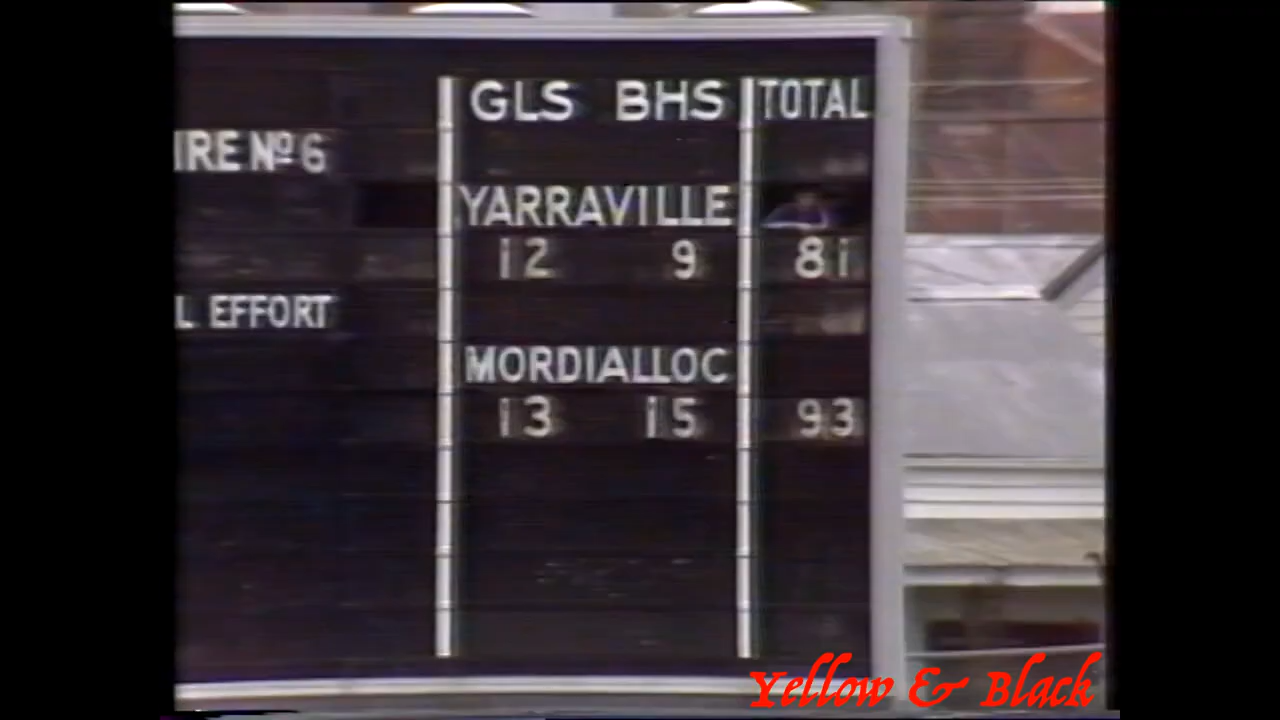 GLS BHS TOTAL
IRE Nº 6
YARRAVILLE
12 9 81
L EFFORT
MORDIALLOC
13 15 93
Yellow & Black